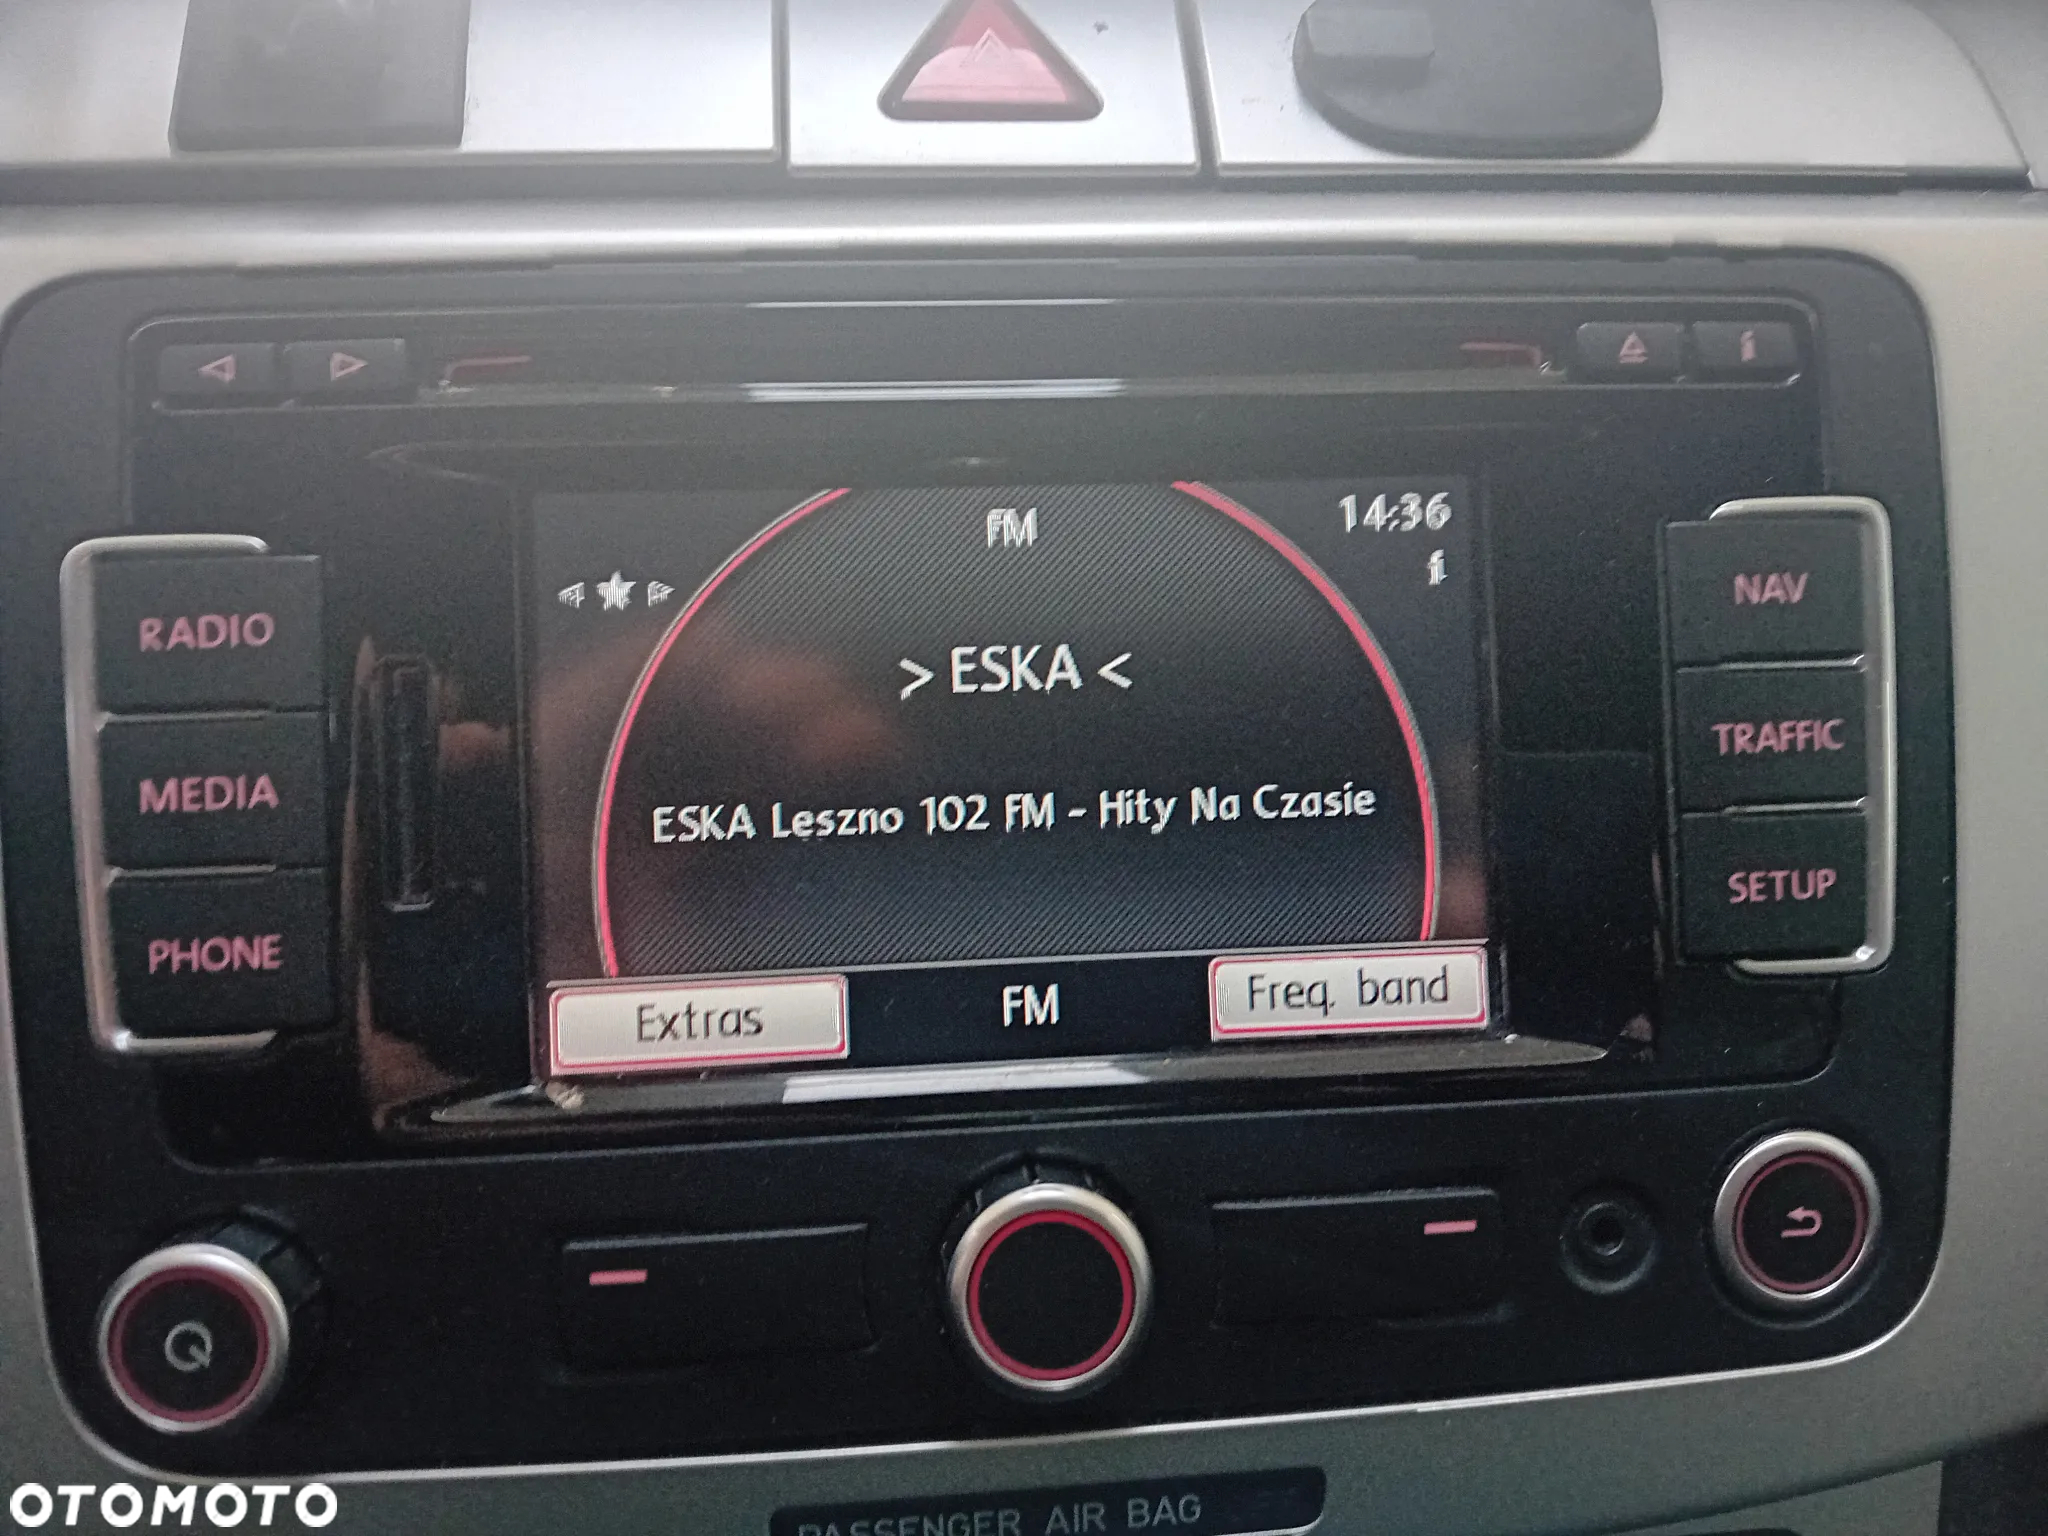 FM
14:36
RADIO
NAV
> ESKA <
TRAFFIC
MEDIA
ESKA Leszno 102 FM - Hity Na Czasie
SETUP
PHONE
Extras
FM
Freq. band
OTOMOTO
PASSENGER AIR BAG